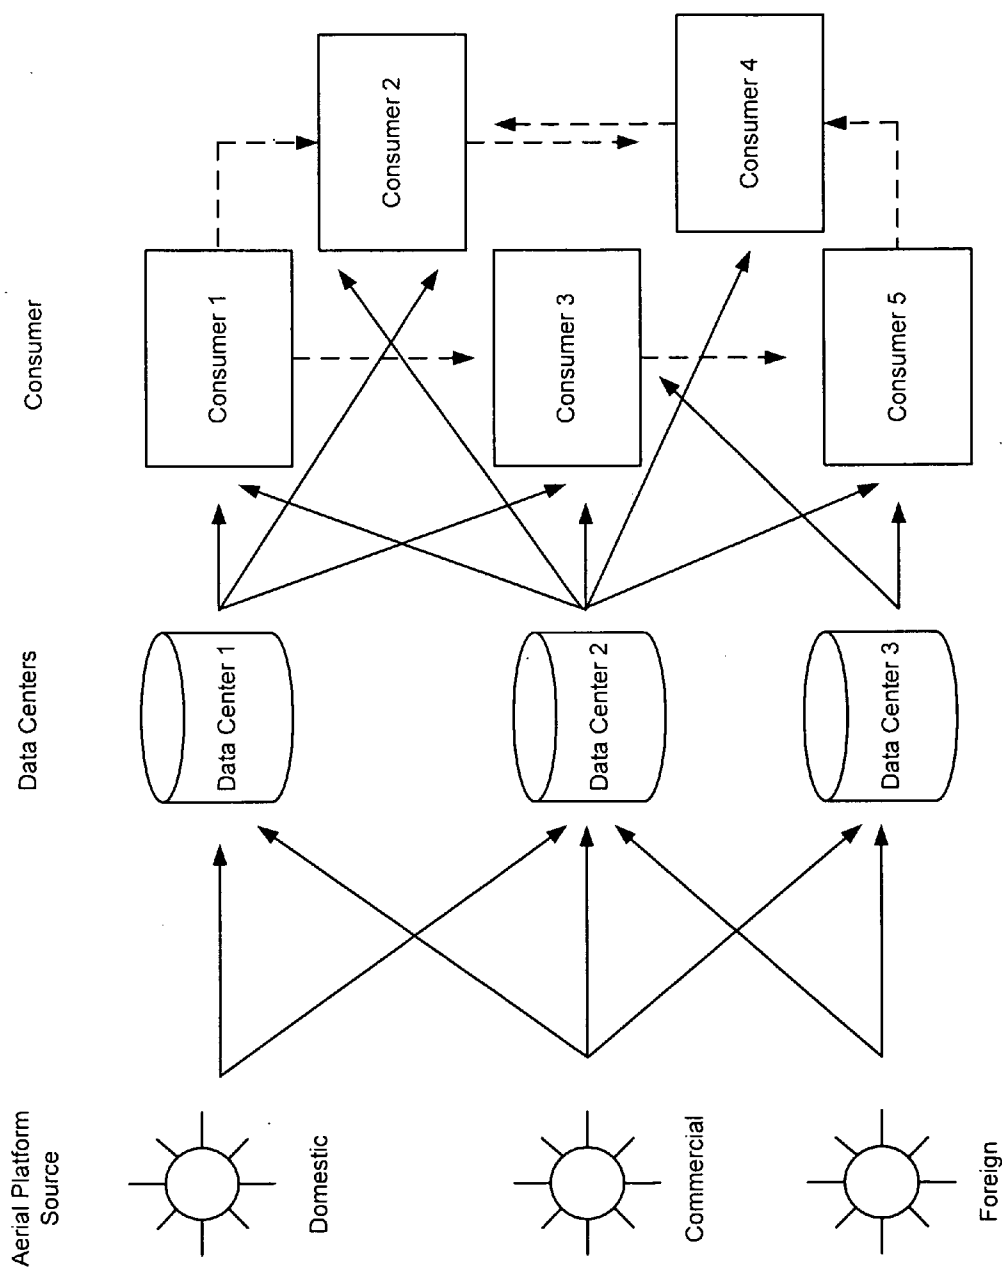 Aerial Platform
Source
Data Centers
Consumer
Domestic
Commercial
Foreign
Data Center 1
Data Center 2
Data Center 3
Consumer 1
Consumer 2
Consumer 3
Consumer 4
Consumer 5